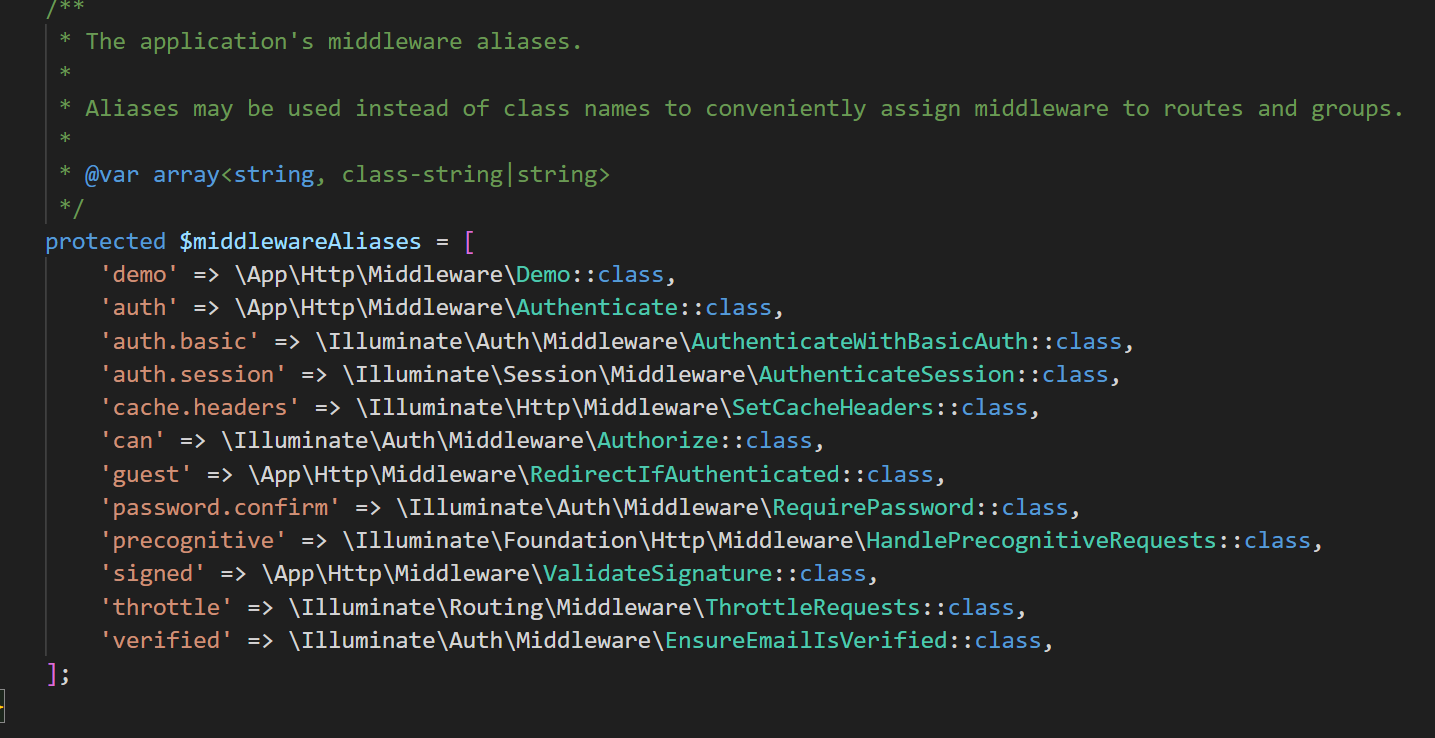 /**
* The application's middleware aliases.
*
* Aliases may be used instead of class names to conveniently assign middleware to routes and groups.
*
* @var array<string, class-string|string>
*/
protected $middlewareAliases = [
'demo' => \App\Http\Middleware\Demo::class,
'auth' => \App\Http\Middleware\Authenticate::class,
'auth.basic' => \Illuminate\Auth\Middleware\AuthenticateWithBasicAuth::class,
'auth.session' => \Illuminate\Session\Middleware\AuthenticateSession::class,
'cache.headers' => \Illuminate\Http\Middleware\SetCacheHeaders::class,
'can' => \Illuminate\Auth\Middleware\Authorize::class,
'guest' => \App\Http\Middleware\RedirectIfAuthenticated::class,
'password.confirm' => \Illuminate\Auth\Middleware\RequirePassword::class,
'precognitive' => \Illuminate\Foundation\Http\Middleware\HandlePrecognitiveRequests::class,
'signed' => \App\Http\Middleware\ValidateSignature::class,
'throttle' => \Illuminate\Routing\Middleware\ThrottleRequests::class,
'verified' => \Illuminate\Auth\Middleware\EnsureEmailIsVerified::class,
];
}